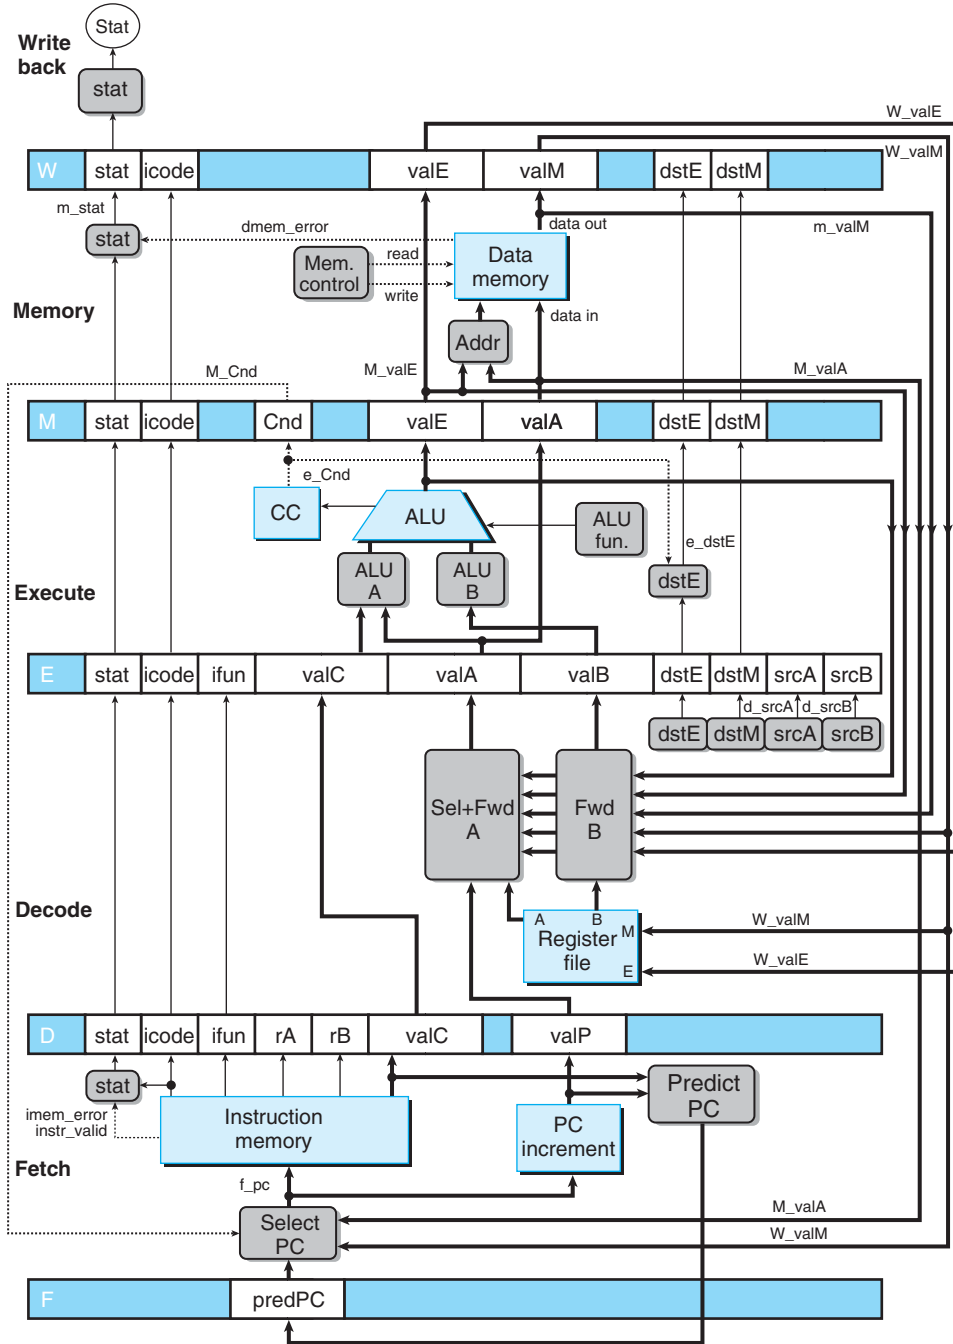 Stat
Write
back
stat
W_valE
W_valM
W
stat
icode
valE
valM
dstE
dstM
m_stat
data out
m_valM
stat
dmem_error
Mem.
control
read
write
Data
memory
Memory
data in
Addr
M_Cnd
M_valE
M_valA
M
stat
icode
Cnd
valE
valA
dstE
dstM
e_Cnd
CC
ALU
ALU
fun.
e_dstE
ALU
A
ALU
B
dstE
Execute
E
stat
icode
ifun
valC
valA
valB
dstE
dstM
srcA
srcB
d_srcA
d_srcB
dstE
dstM
srcA
srcB
Sel+Fwd
A
Fwd
B
Decode
A
B
M
E
Register
file
W_valM
W_valE
D
stat
icode
ifun
rA
rB
valC
valP
stat
Predict
PC
imem_error
instr_valid
Instruction
memory
PC
increment
Fetch
f_pc
Select
PC
M_valA
W_valM
F
predPC